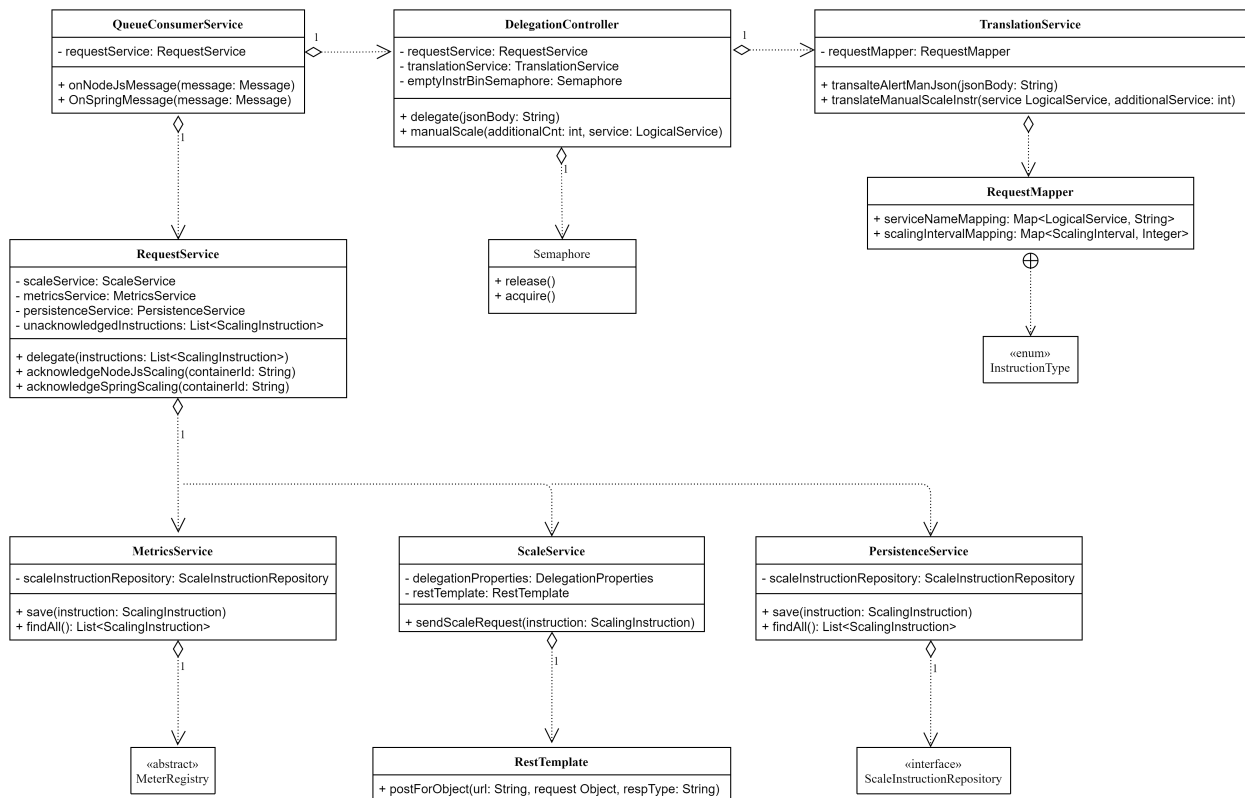 QueueConsumerService
- requestService: RequestService
+ onNodeJsMessage(message: Message)
+ OnSpringMessage(message: Message)
1
1
DelegationController
- requestService: RequestService
- translationService: TranslationService
- emptyInstrBinSemaphore: Semaphore
+ delegate(jsonBody: String)
+ manualScale(additionalCnt: int, service: LogicalService)
1
1
TranslationService
- requestMapper: RequestMapper
+ transalteAlertManJson(jsonBody: String)
+ translateManualScaleInstr(service LogicalService, additionalService: int)
RequestMapper
+ serviceNameMapping: Map<LogicalService, String>
+ scalingIntervalMapping: Map<ScalingInterval, Integer>
«enum»
InstructionType
Semaphore
+ release()
+ acquire()
RequestService
- scaleService: ScaleService
- metricsService: MetricsService
- persistenceService: PersistenceService
- unacknowledgedInstructions: List<ScalingInstruction>
+ delegate(instructions: List<ScalingInstruction>)
+ acknowledgeNodeJsScaling(containerId: String)
+ acknowledgeSpringScaling(containerId: String)
1
MetricsService
- scaleInstructionRepository: ScaleInstructionRepository
+ save(instruction: ScalingInstruction)
+ findAll(): List<ScalingInstruction>
1
«abstract»
MeterRegistry
ScaleService
- delegationProperties: DelegationProperties
- restTemplate: RestTemplate
+ sendScaleRequest(instruction: ScalingInstruction)
1
RestTemplate
+ postForObject(url: String, request Object, respType: String)
PersistenceService
- scaleInstructionRepository: ScaleInstructionRepository
+ save(instruction: ScalingInstruction)
+ findAll(): List<ScalingInstruction>
1
«interface»
ScaleInstructionRepository